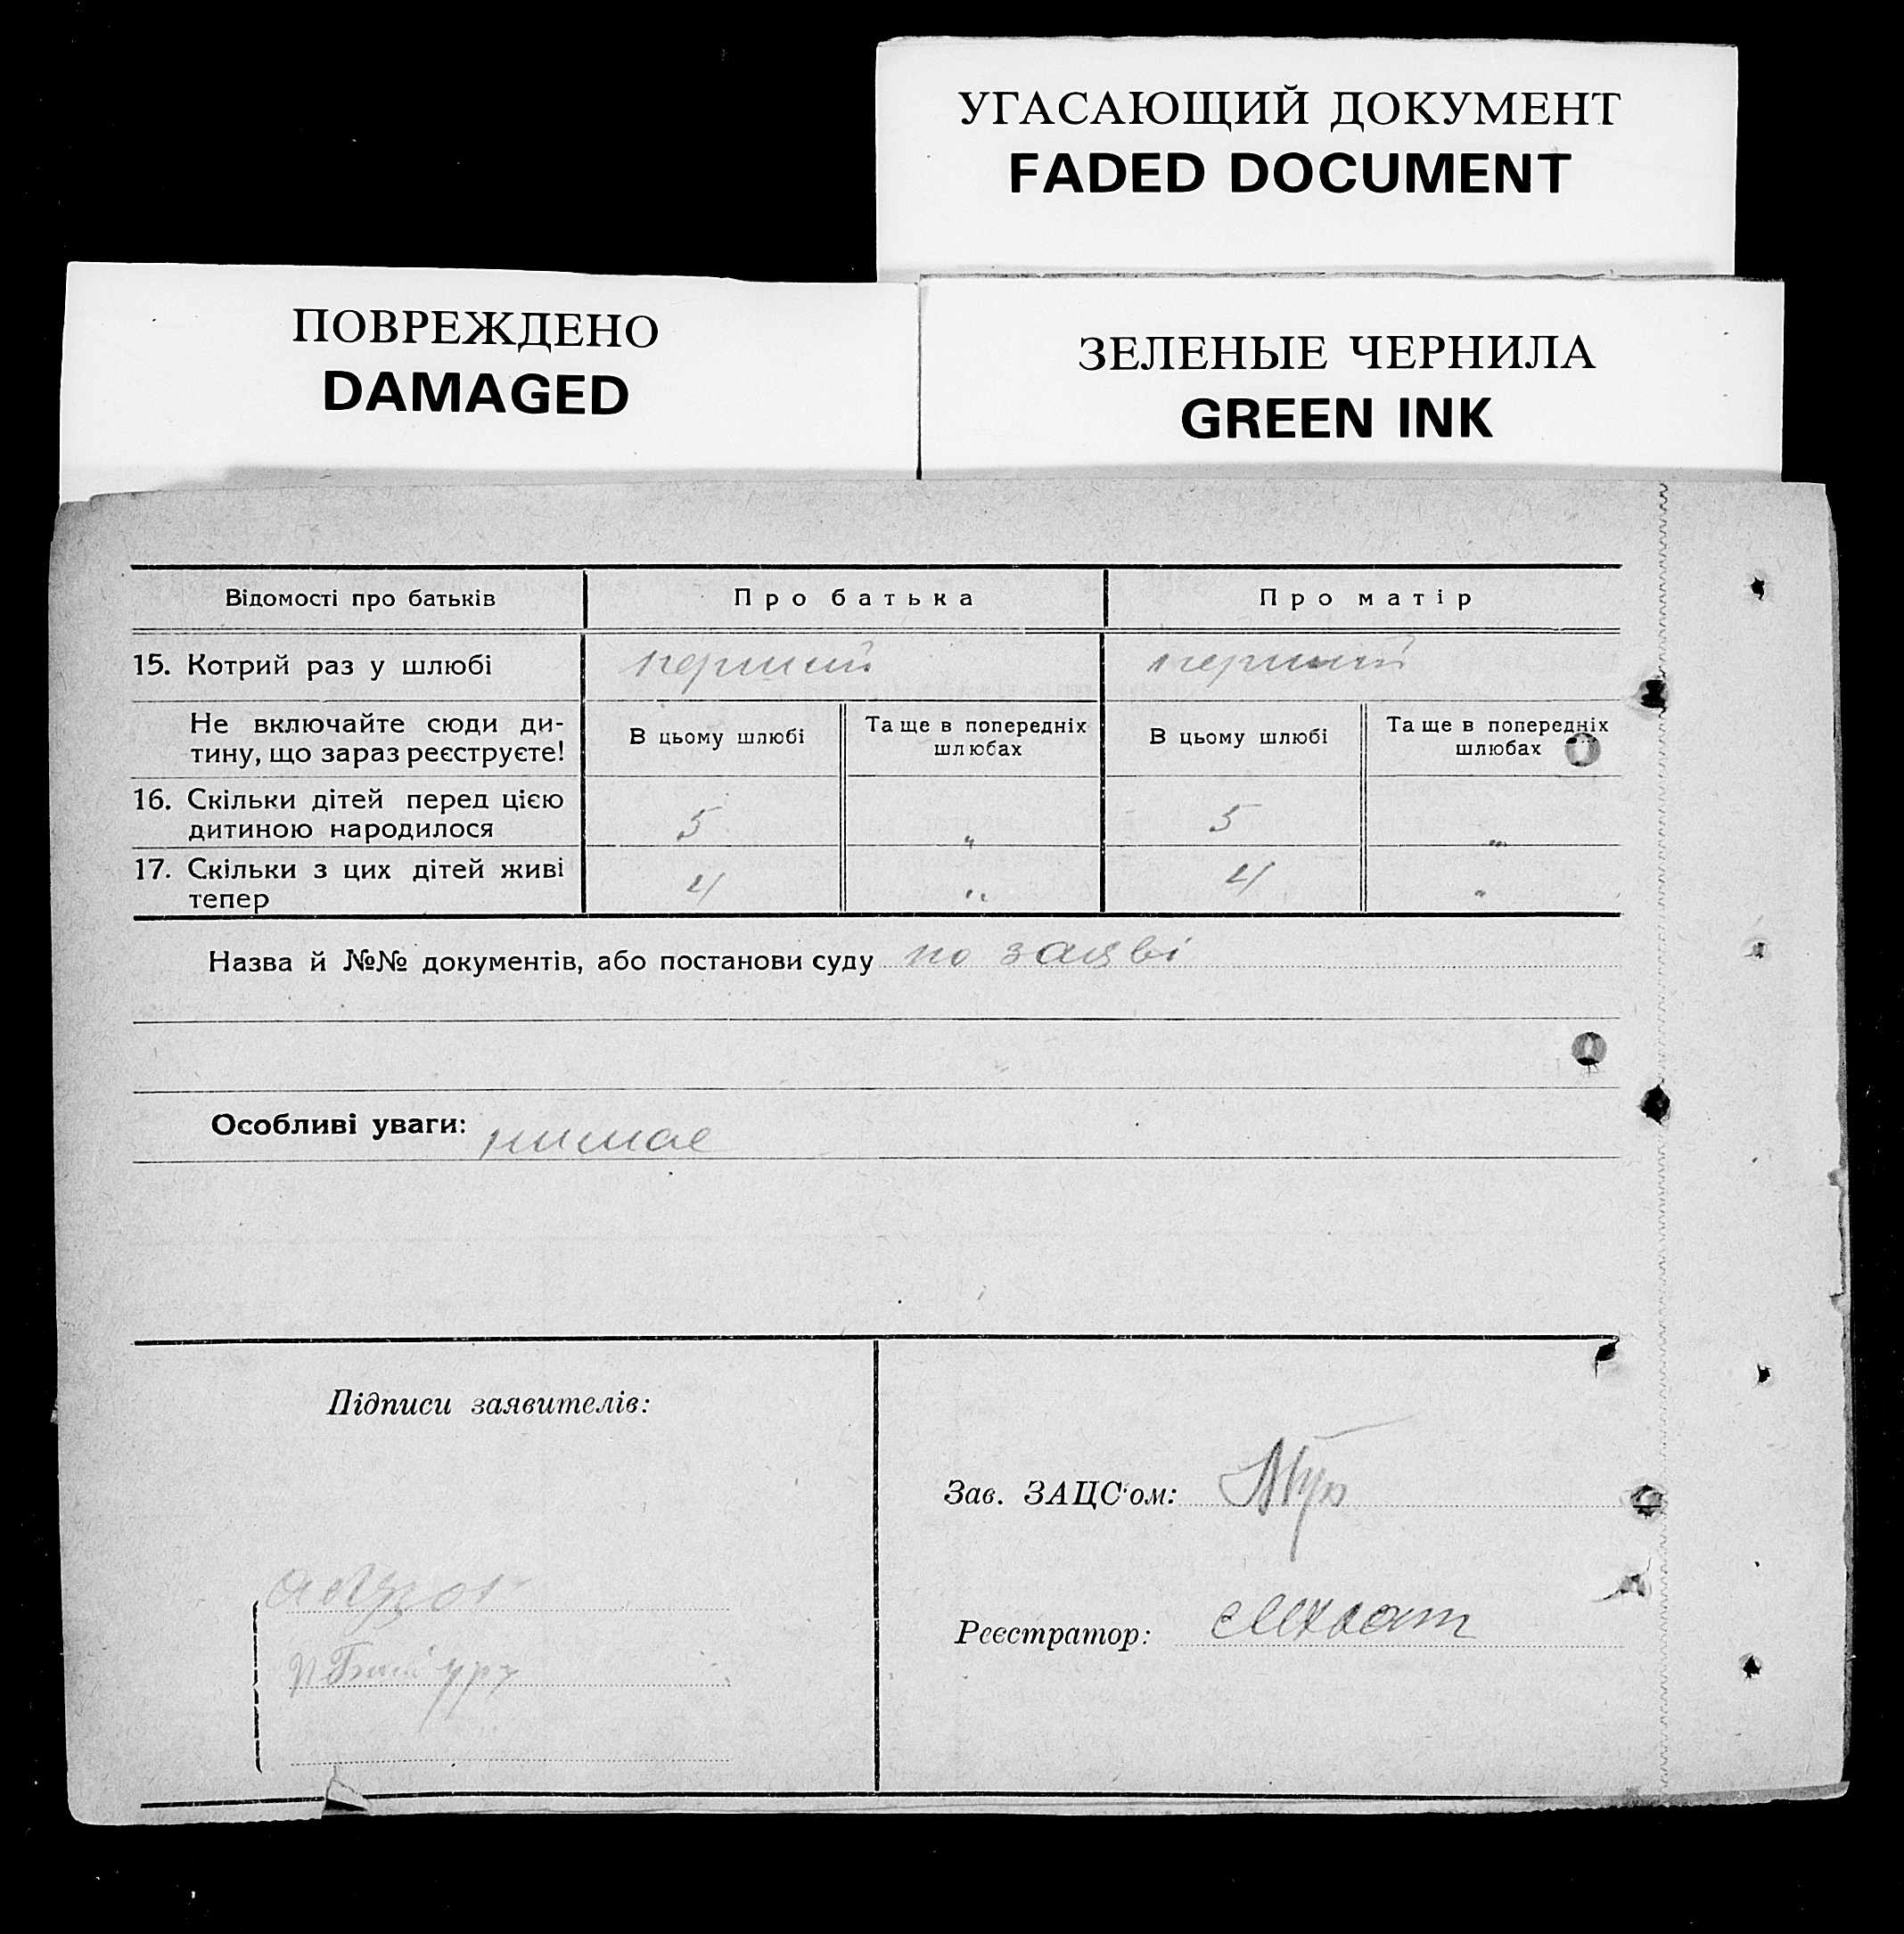 УГАСАЮЩИЙ ДОКУМЕНТ
FADED DOCUMENT
ПОВРЕЖДЕНО
DAMAGED
ЗЕЛЕНЫЕ ЧЕРНИЛА
GREEN INK
Відомості про батьків
Про батька
Про матір
15. Котрий раз у шлюбі
перший
перший
Не включайте сюди ди-
тину, що зараз реєструєте!
В цьому шлюбі
Та ще в попередніх
шлюбах
В цьому шлюбі
Та ще в попередніх
шлюбах
16. Скільки дітей перед цією
дитиною народилося
5
"
5
"
17. Скільки з цих дітей живі
тепер
4
"
4
"
Назва й №№ документів, або постанови суду по заяві
Особливі уваги: нимає
Підписи заявителів:
Зав. ЗАЦС'ом:
Реєстратор: